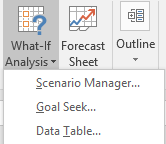 What-If Forecast Outline
Analysis Sheet
Scenario Manager...
Goal Seek...
Data Table...